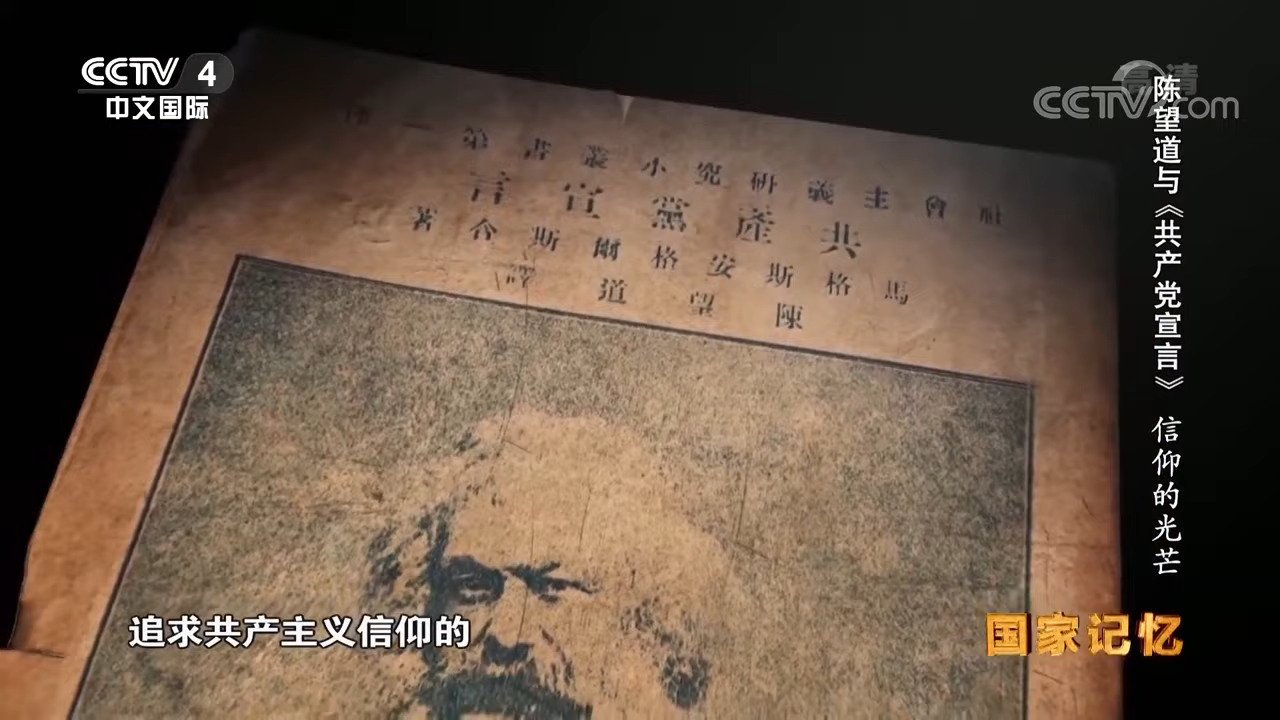 CCTV 4
中文国际
高清
CCTV.com
陈望道与《共产党宣言》 信仰的光芒
社會主義研究小叢書第一種
共產黨宣言
馬格斯安格爾斯合著
陳望道譯
追求共产主义信仰的
国家记忆